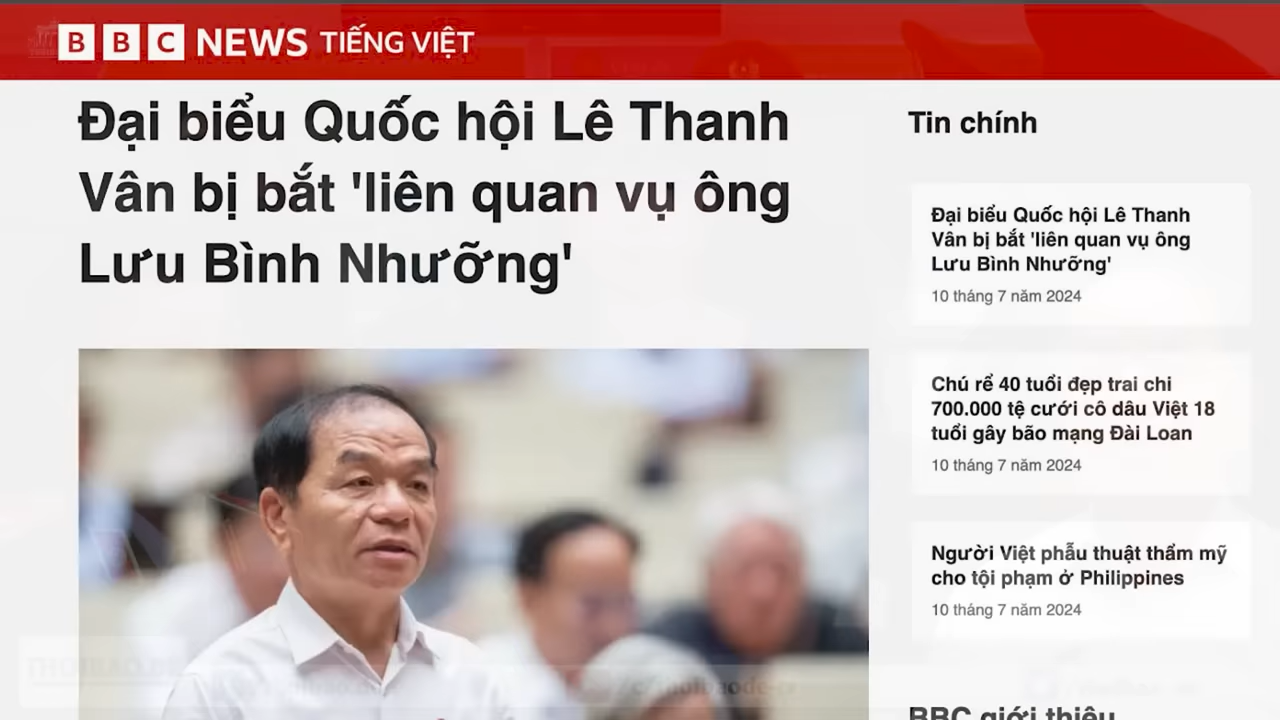 BBC NEWS TIẾNG VIỆT
Đại biểu Quốc hội Lê Thanh
Vân bị bắt 'liên quan vụ ông
Lưu Bình Nhưỡng'
Tin chính
Đại biểu Quốc hội Lê Thanh
Vân bị bắt 'liên quan vụ ông
Lưu Bình Nhưỡng'
10 tháng 7 năm 2024
Chú rể 40 tuổi đẹp trai chi
700.000 tệ cưới cô dâu Việt 18
tuổi gây bão mạng Đài Loan
10 tháng 7 năm 2024
Người Việt phẫu thuật thẩm mỹ
cho tội phạm ở Philippines
10 tháng 7 năm 2024
BBC giới thiệu